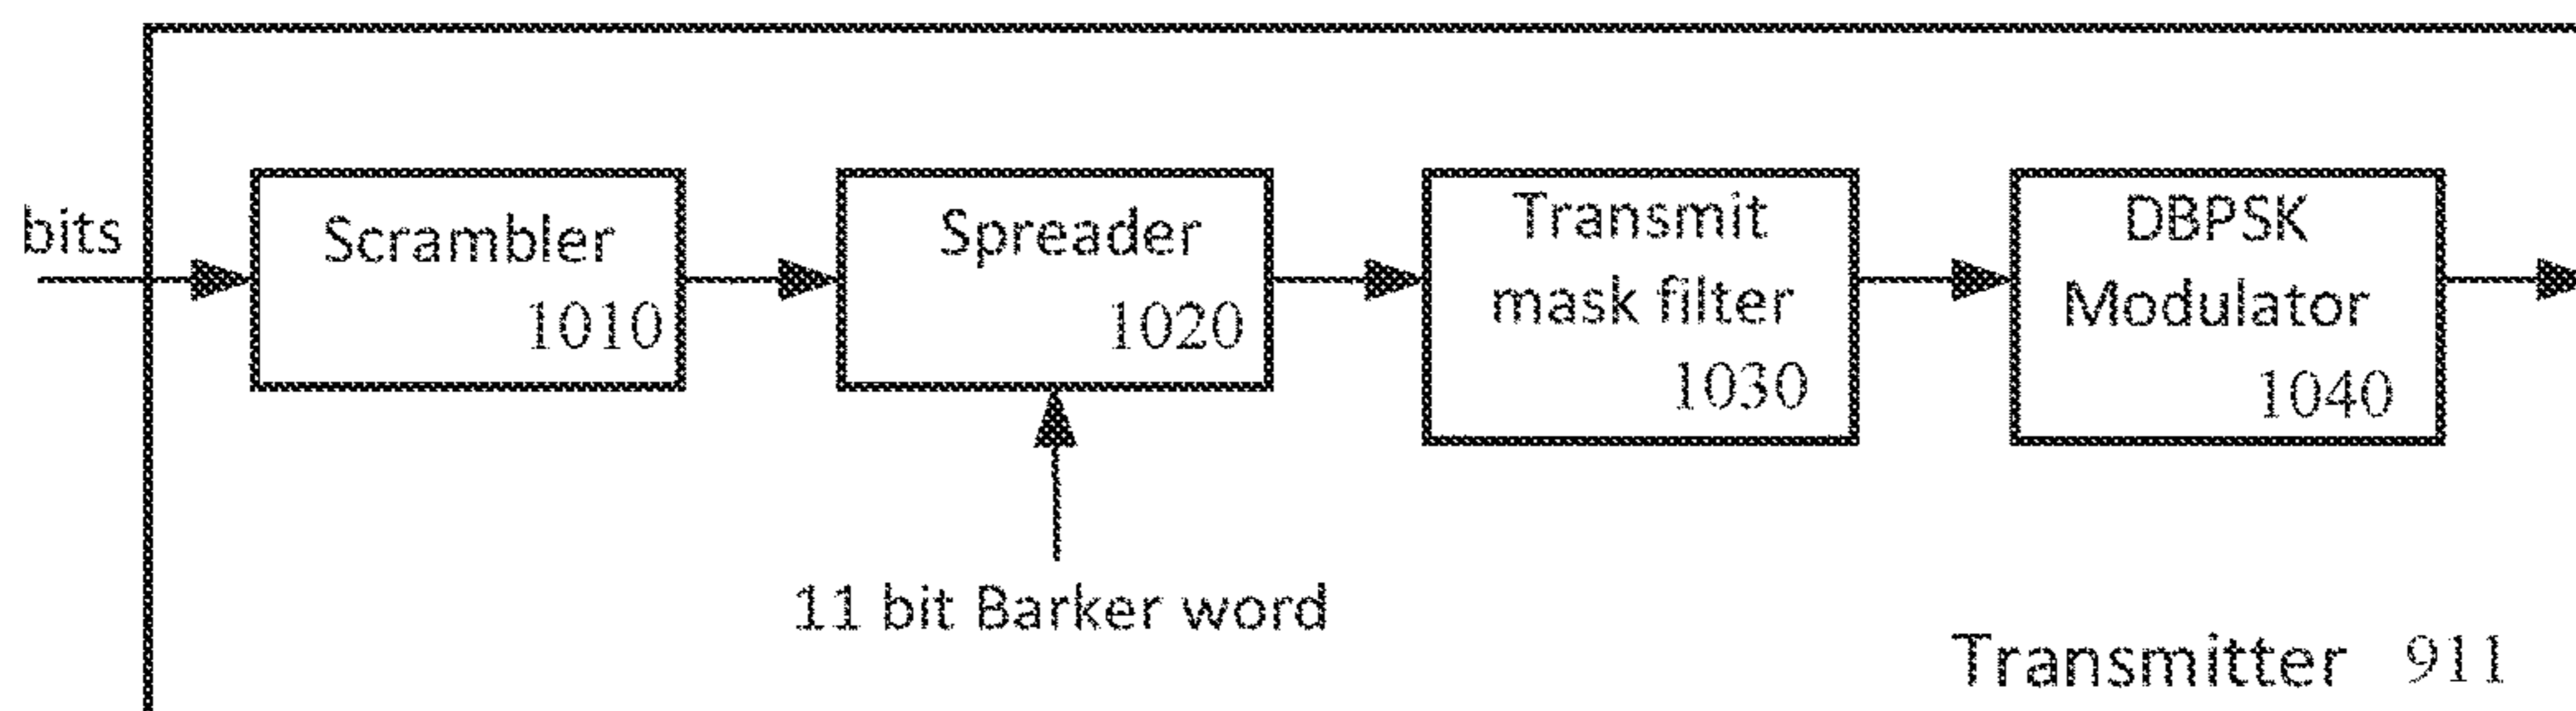 bits
Scrambler
1010
Spreader
1020
Transmit
mask filter
1030
DBPSK
Modulator
1040
11 bit Barker word
Transmitter 911